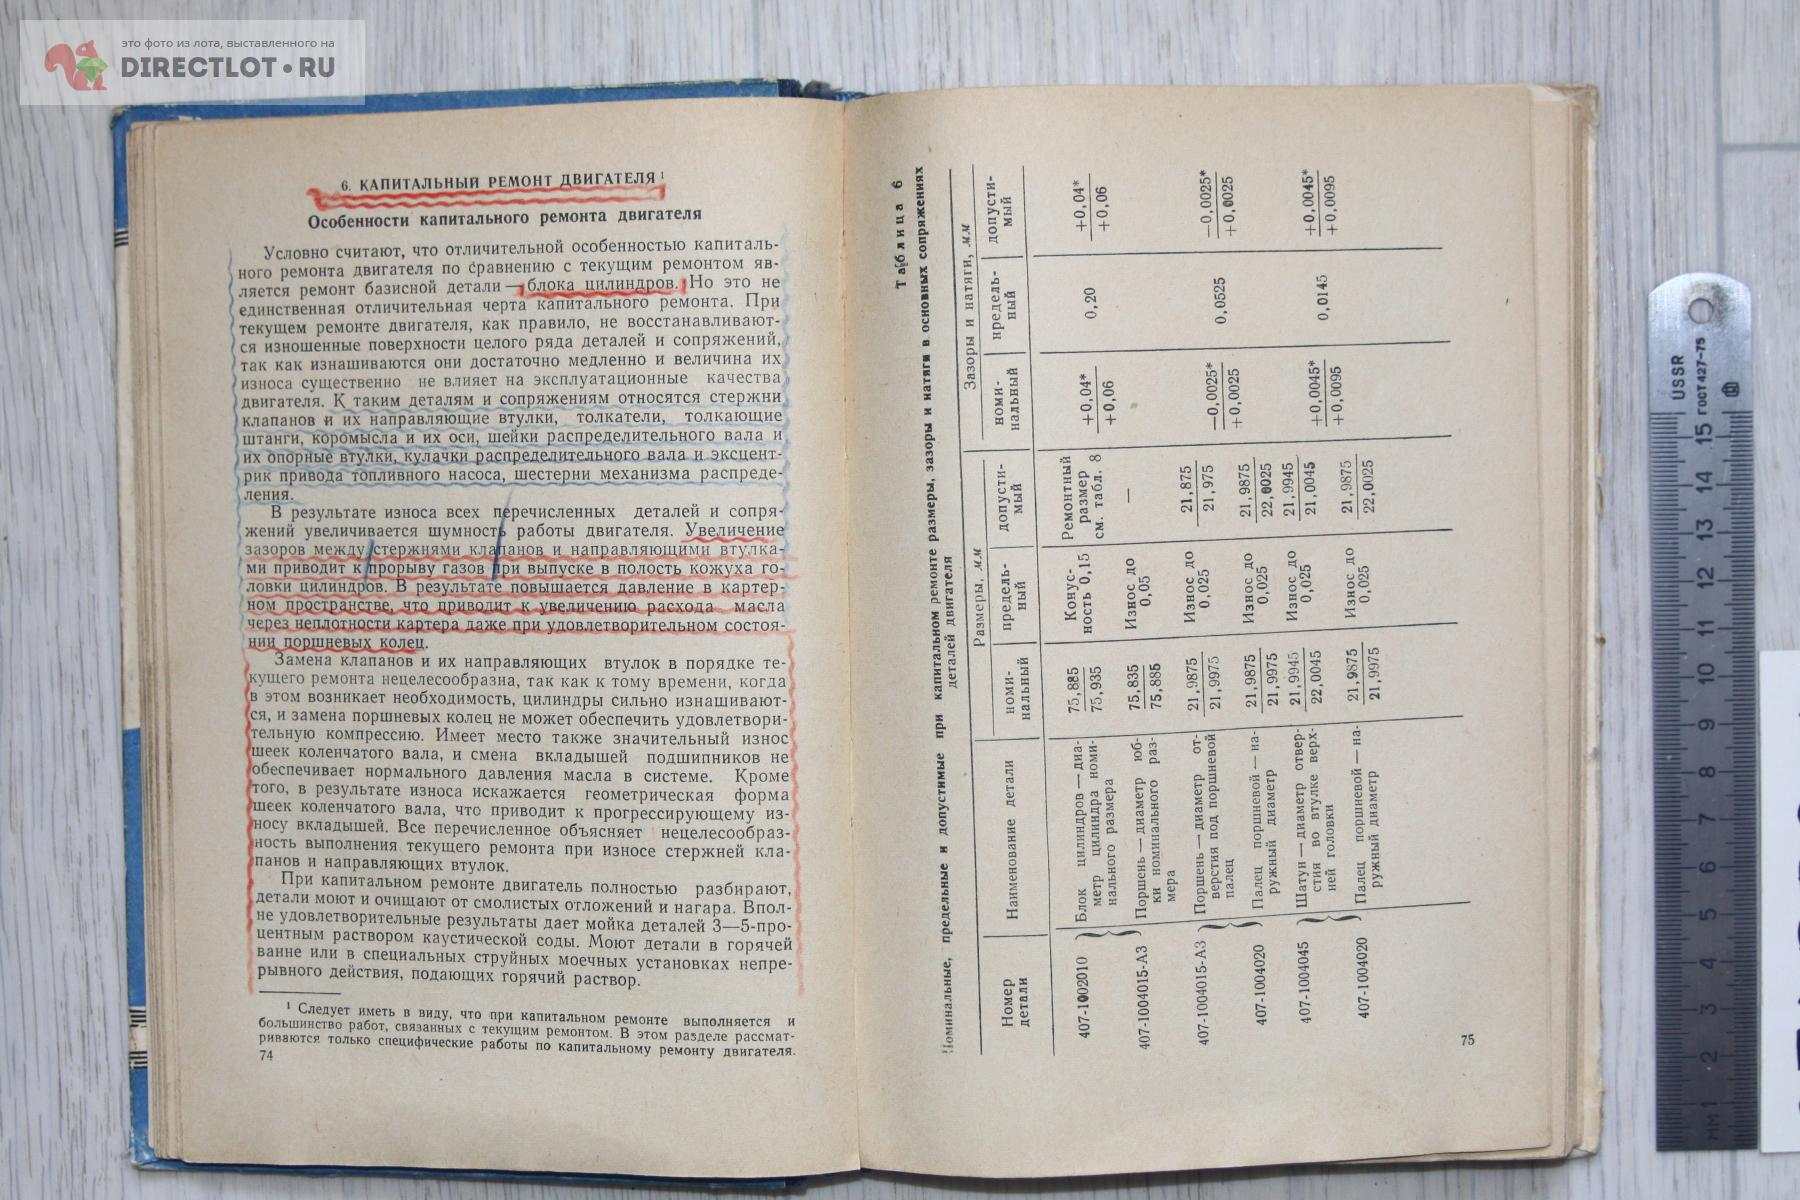 это фото из лота, выставленного на
DIRECTLOT•RU
6. КАПИТАЛЬНЫЙ РЕМОНТ ДВИГАТЕЛЯ ¹
Особенности капитального ремонта двигателя
Условно считают, что отличительной особенностью капиталь-
ного ремонта двигателя по сравнению с текущим ремонтом яв-
ляется ремонт базисной детали — блока цилиндров. Но это не
единственная отличительная черта капитального ремонта. При
текущем ремонте двигателя, как правило, не восстанавливают-
ся изношенные поверхности целого ряда деталей и сопряжений,
так как изнашиваются они достаточно медленно и величина их
износа существенно не влияет на эксплуатационные качества
двигателя. К таким деталям и сопряжениям относятся стержни
клапанов и их направляющие втулки, толкатели, толкающие
штанги, коромысла и их оси, шейки распределительного вала и
их опорные втулки, кулачки распределительного вала и эксцент-
рик привода топливного насоса, шестерни механизма распреде-
ления.
В результате износа всех перечисленных деталей и сопря-
жений увеличивается шумность работы двигателя. Увеличение
зазоров между стержнями клапанов и направляющими втулка-
ми приводит к прорыву газов при выпуске в полость кожуха го-
ловки цилиндров. В результате повышается давление в картер-
ном пространстве, что приводит к увеличению расхода масла
через неплотности картера даже при удовлетворительном состоя-
нии поршневых колец.
Замена клапанов и их направляющих втулок в порядке те-
кущего ремонта нецелесообразна, так как к тому времени, когда
в этом возникает необходимость, цилиндры сильно изнашивают-
ся, и замена поршневых колец не может обеспечить удовлетвори-
тельную компрессию. Имеет место также значительный износ
шеек коленчатого вала, и смена вкладышей подшипников не
обеспечивает нормального давления масла в системе. Кроме
того, в результате износа искажается геометрическая форма
шеек коленчатого вала, что приводит к прогрессирующему из-
носу вкладышей. Все перечисленное объясняет нецелесообраз-
ность выполнения текущего ремонта при износе стержней кла-
панов и направляющих втулок.
При капитальном ремонте двигатель полностью разбирают,
детали моют и очищают от смолистых отложений и нагара. Впол-
не удовлетворительные результаты дает мойка деталей 3—5-про-
центным раствором каустической соды. Моют детали в горячей
ванне или в специальных струйных моечных установках непре-
рывного действия, подающих горячий раствор.
¹ Следует иметь в виду, что при капитальном ремонте выполняется и
большинство работ, связанных с текущим ремонтом. В этом разделе рассмат-
риваются только специфические работы по капитальному ремонту двигателя.
74
Таблица 6
Номинальные, предельные и допустимые при капитальном ремонте размеры, зазоры и натяги в основных сопряжениях
деталей двигателя
Номер детали | Наименование детали | Размеры, мм | Зазоры и натяги, мм
номи-нальный | предель-ный | допусти-мый | номи-нальный | предель-ный | допусти-мый
407-1002010 | Блок цилиндров — диа-метр цилиндра номи-нального размера | 75,885 / 75,935 | Конус-ность 0,15 | Ремонтный размер см. табл. 8 | +0,04* / +0,06 | 0,20 | +0,04* / +0,06
407-1004015-А3 | Поршень — диаметр юб-ки номинального раз-мера | 75,835 / 75,885 | Износ до 0,05 | — | —
407-1004015-А3 | Поршень — диаметр от-верстия под поршневой палец | 21,9875 / 21,9975 | Износ до 0,025 | 21,875 / 21,975 | −0,0025* / +0,0025 | 0,0525 | −0,0025* / +0,0025
407-1004020 | Палец поршневой — на-ружный диаметр | 21,9875 / 21,9975 | Износ до 0,025 | 21,9875 / 22,0025
407-1004045 | Шатун — диаметр отвер-стия во втулке верх-ней головки | 21,9945 / 22,0045 | Износ до 0,025 | 21,9945 / 21,0045 | +0,0045* / +0,0095 | 0,0145 | +0,0045* / +0,0095
407-1004020 | Палец поршневой — на-ружный диаметр | 21,9875 / 21,9975 | Износ до 0,025 | 21,9875 / 22,0025
75
USSR
ГОСТ 427-75
15
14
13
12
11
10
9
8
7
6
5
4
3
2
1
мм